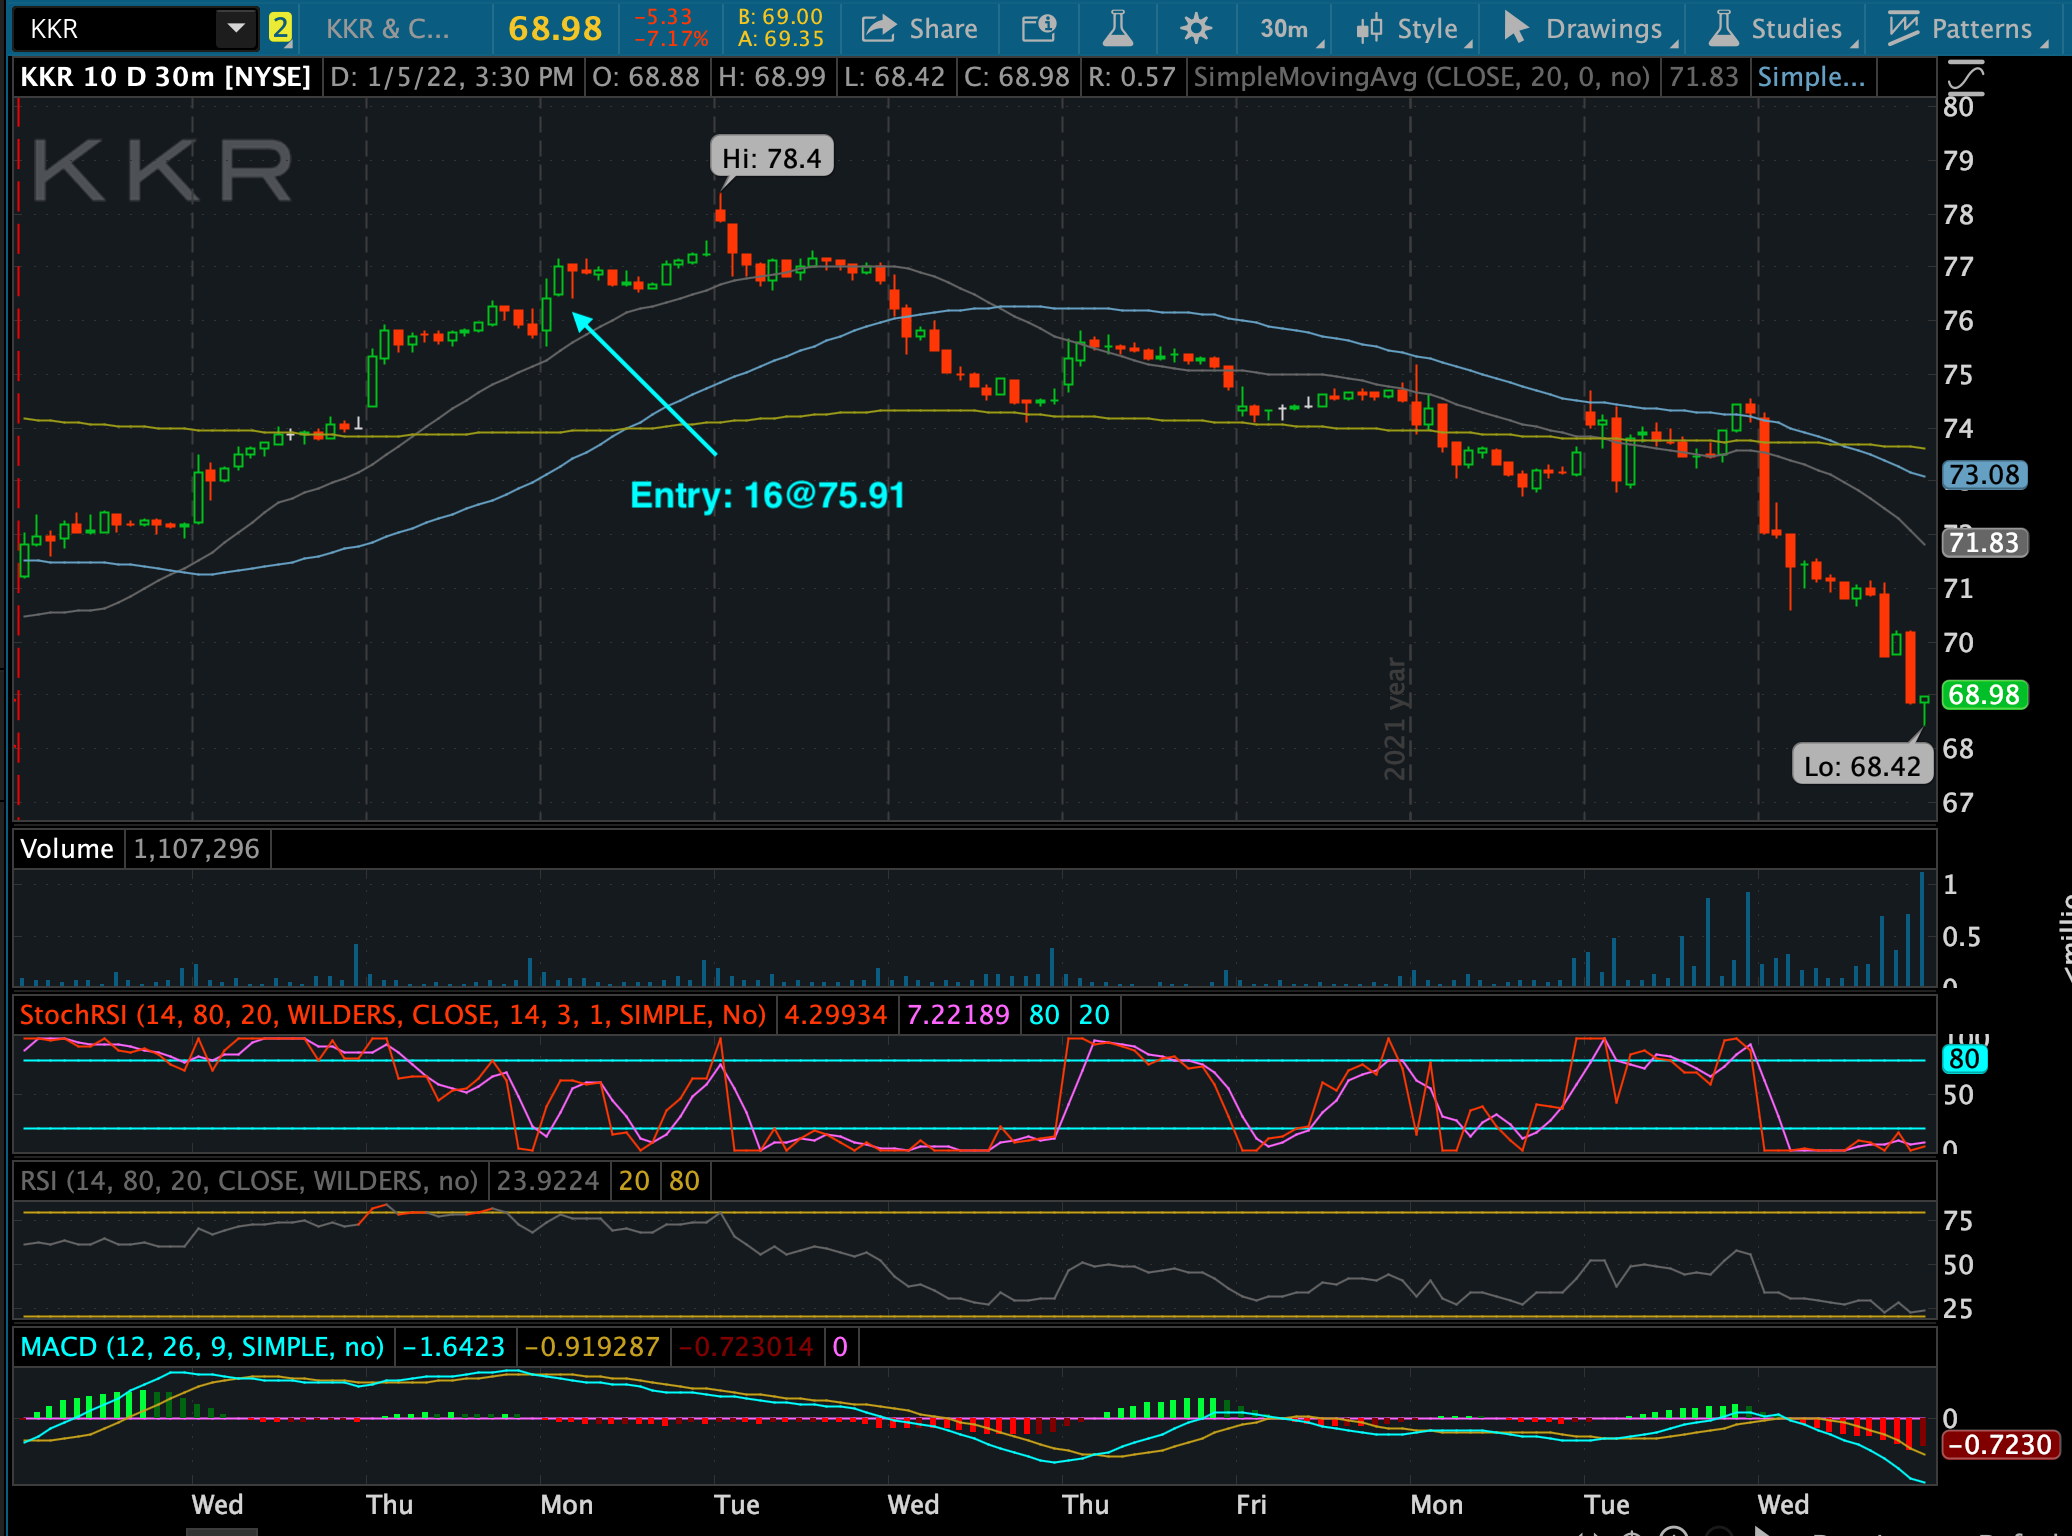 KKR 2 KKR & C... 68.98 -5.33 B: 69.00 Share 30m Style Drawings Studies Patterns
-7.17% A: 69.35
KKR 10 D 30m [NYSE] D: 1/5/22, 3:30 PM O: 68.88 H: 68.99 L: 68.42 C: 68.98 R: 0.57 SimpleMovingAvg (CLOSE, 20, 0, no) 71.83 Simple...
80
KKR
Hi: 78.4
79
78
77
76
75
74
Entry: 16@75.91
73.08
71.83
71
70
2021 year
68.98
68
Lo: 68.42
67
Volume 1,107,296
1
0.5
0
StochRSI (14, 80, 20, WILDERS, CLOSE, 14, 3, 1, SIMPLE, No) 4.29934 7.22189 80 20
100
80
50
0
RSI (14, 80, 20, CLOSE, WILDERS, no) 23.9224 20 80
75
50
25
MACD (12, 26, 9, SIMPLE, no) -1.6423 -0.919287 -0.723014 0
0
-0.7230
Wed Thu Mon Tue Wed Thu Fri Mon Tue Wed